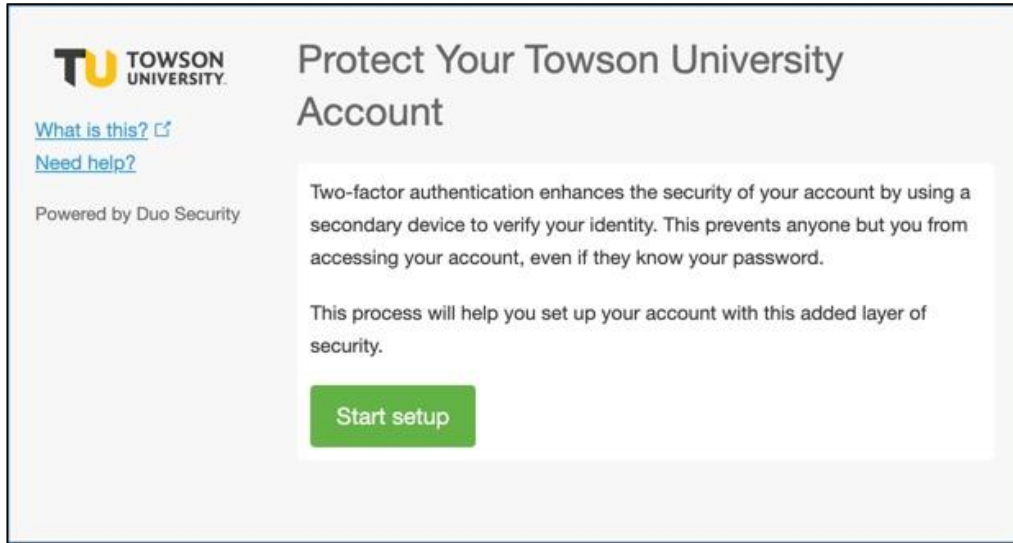 TU TOWSON
UNIVERSITY.
What is this?
Need help?
Powered by Duo Security
Protect Your Towson University
Account
Two-factor authentication enhances the security of your account by using a
secondary device to verify your identity. This prevents anyone but you from
accessing your account, even if they know your password.
This process will help you set up your account with this added layer of
security.
Start setup